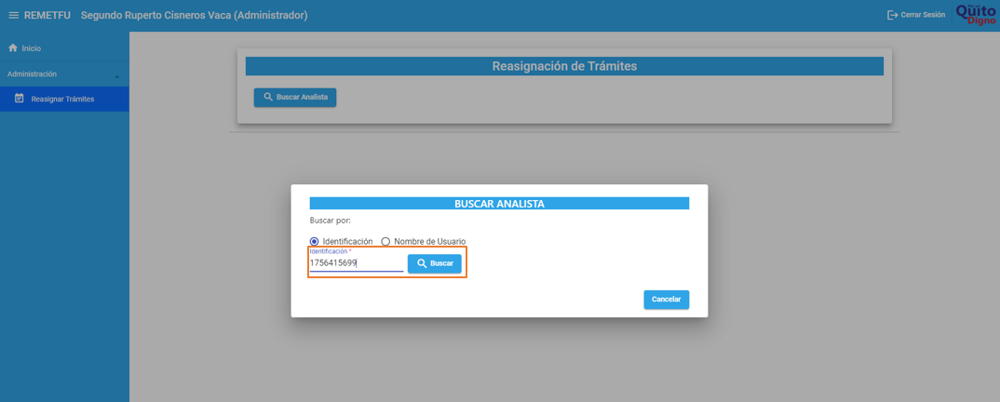 REMETFU Segundo Ruperto Cisneros Vaca (Administrador) Cerrar Sesión Quito Digno
Inicio
Administración
Reasignar Trámites
Reasignación de Trámites
Buscar Analista
BUSCAR ANALISTA
Buscar por:
Identificación Nombre de Usuario
Identificación *
1756415699 Buscar
Cancelar